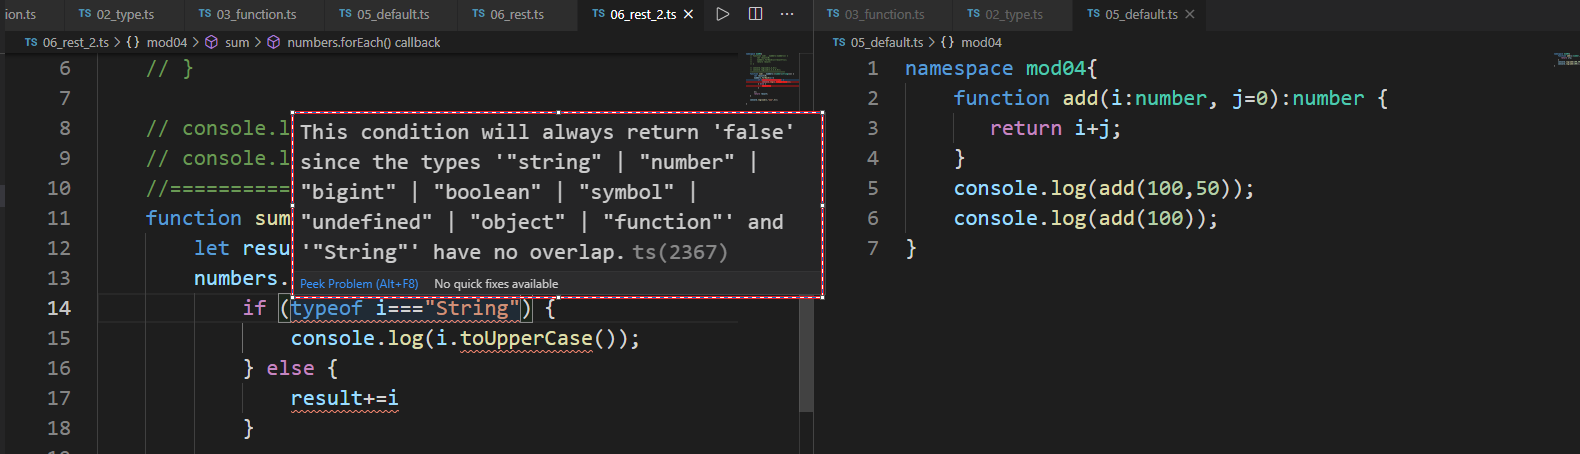 ion.ts TS 02_type.ts TS 03_function.ts TS 05_default.ts TS 06_rest.ts TS 06_rest_2.ts
TS 06_rest_2.ts > {} mod04 > sum > numbers.forEach() callback
6 // }
7
8 // console.l
9 // console.l
10 //===========
11 function sum
12 let resu
13 numbers.
14 if (typeof i==="String") {
15 console.log(i.toUpperCase());
16 } else {
17 result+=i
18 }
This condition will always return 'false'
since the types '"string" | "number" |
"bigint" | "boolean" | "symbol" |
"undefined" | "object" | "function"' and
'"String"' have no overlap. ts(2367)
Peek Problem (Alt+F8) No quick fixes available
TS 03_function.ts TS 02_type.ts TS 05_default.ts
TS 05_default.ts > {} mod04
1 namespace mod04{
2 function add(i:number, j=0):number {
3 return i+j;
4 }
5 console.log(add(100,50));
6 console.log(add(100));
7 }